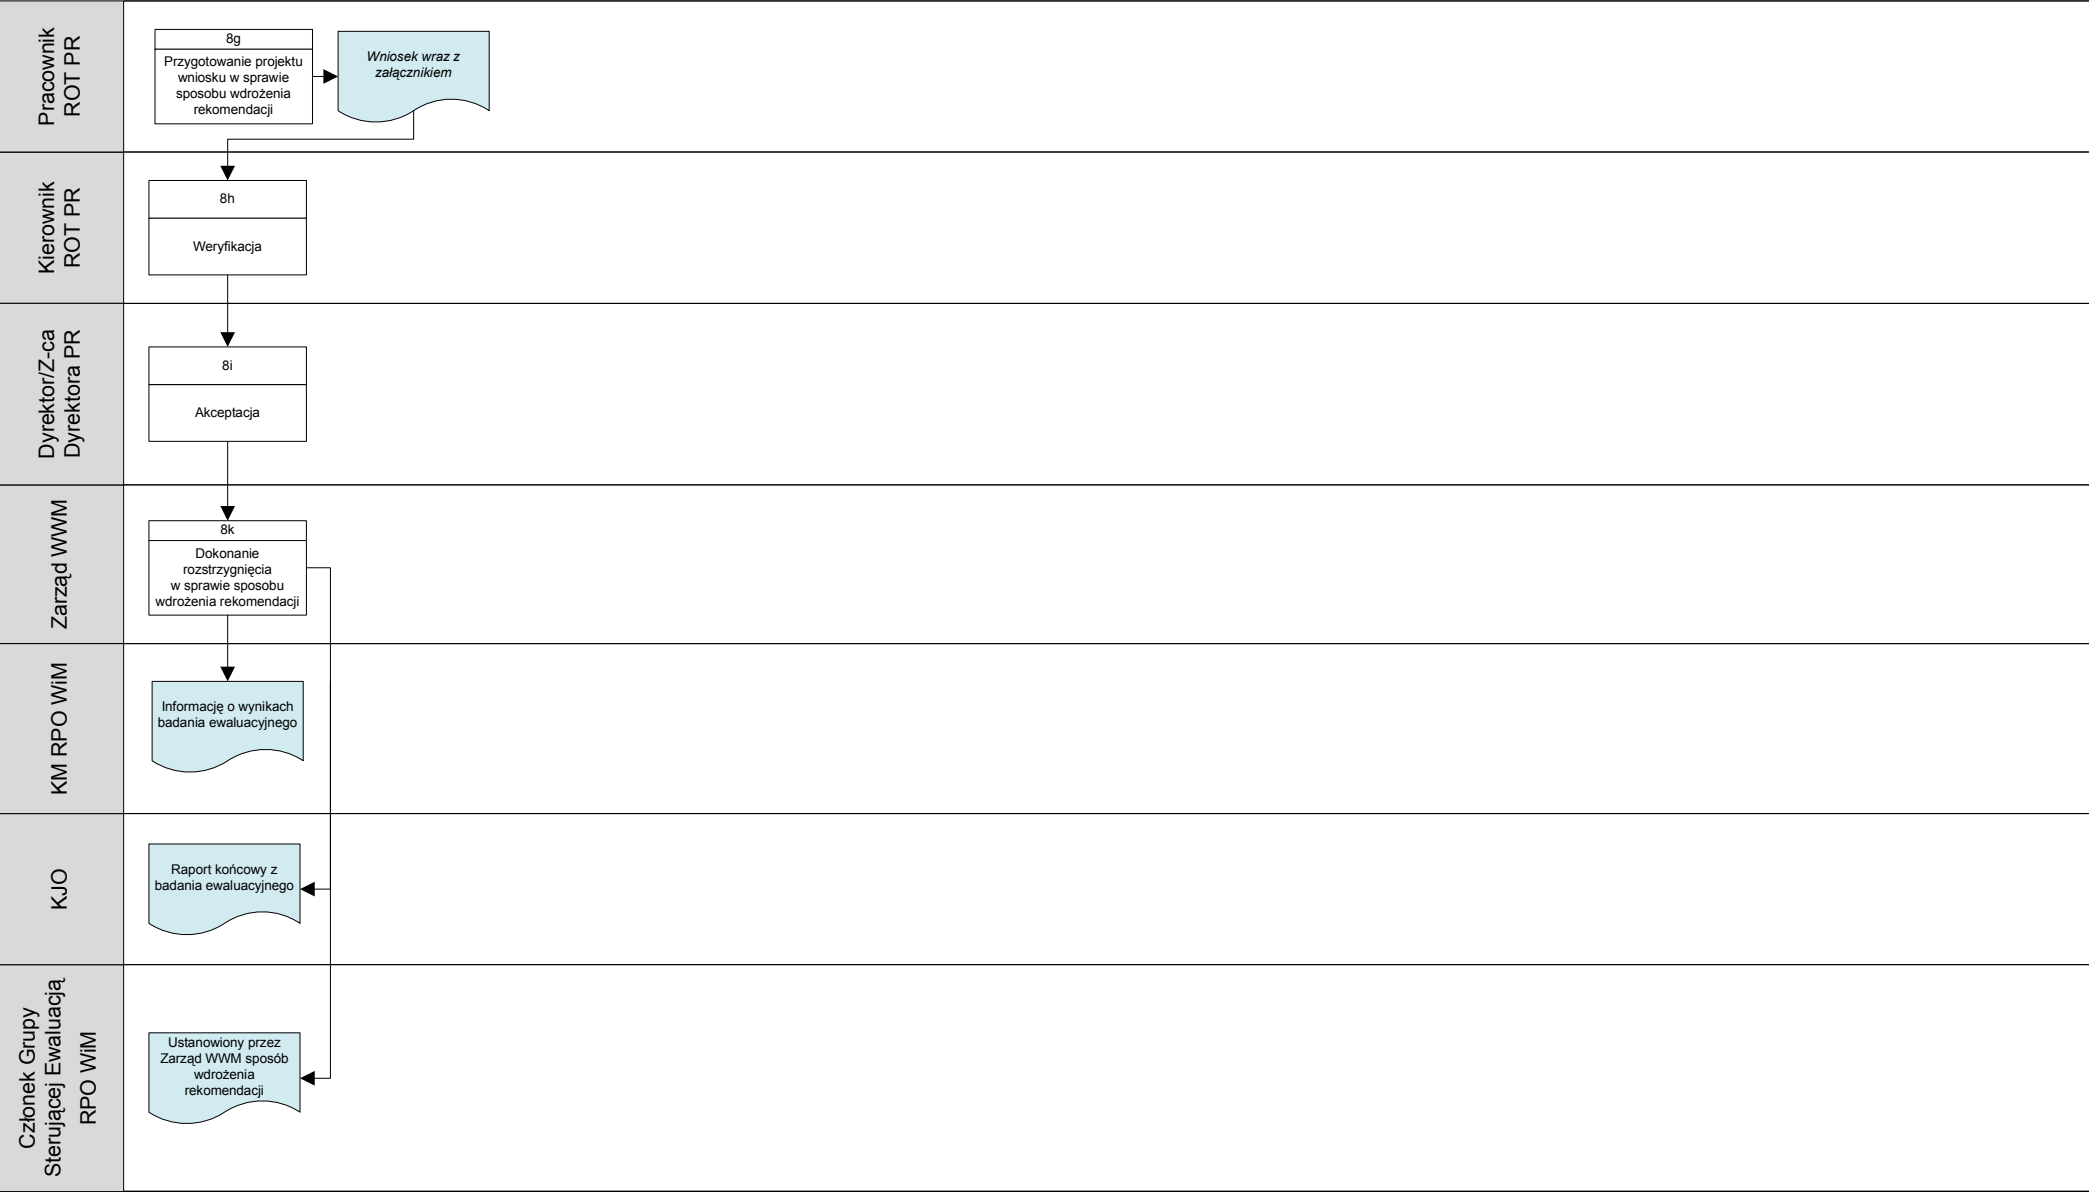 Pracownik
ROT PR
8g
Przygotowanie projektu
wniosku w sprawie
sposobu wdrożenia
rekomendacji
Wniosek wraz z
załącznikiem
Kierownik
ROT PR
8h
Weryfikacja
Dyrektor/Z-ca
Dyrektora PR
8i
Akceptacja
Zarząd WWM
8k
Dokonanie
rozstrzygnięcia
w sprawie sposobu
wdrożenia rekomendacji
KM RPO WiM
Informację o wynikach
badania ewaluacyjnego
KJO
Raport końcowy z
badania ewaluacyjnego
Członek Grupy
Sterującej Ewaluacją
RPO WiM
Ustanowiony przez
Zarząd WWM sposób
wdrożenia
rekomendacji